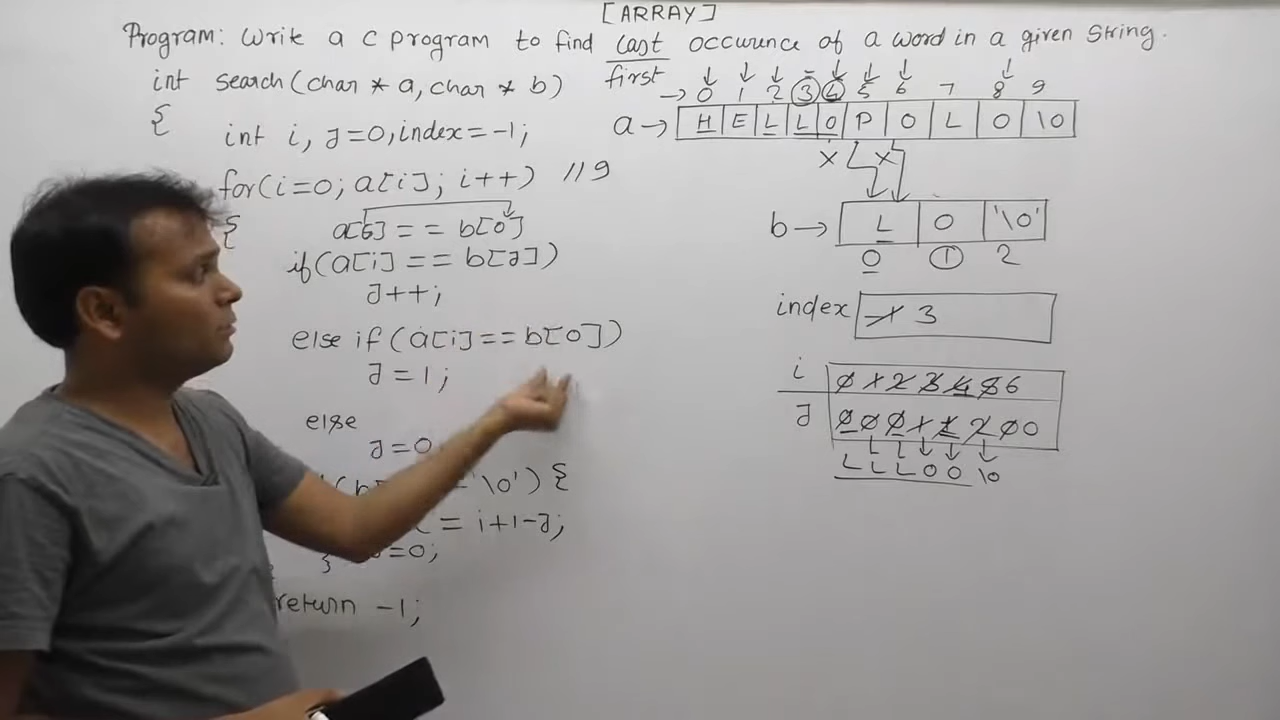 [ARRAY]
Program: Write a C program to find last occurence of a word in a given string.
first
int search(char * a, char * b)
{
int i, J=0, index=-1;
for(i=0; a[i]; i++) //9
{
a[6] == b[0]
if(a[i] == b[J])
J++;
else if (a[i]==b[0])
J=1;
else
J=0
'\0') {
= i+1-J;
=0;
}
return -1;
→ 0 1 2 3 4 5 6 7 8 9
a→ H E L L O P O L O \0
x x
b→ L O '\0'
0 1 2
index -1 3
i 0 1 2 3 4 5 6
J 0 0 0 1 1 2 0 0
L L L O O \0